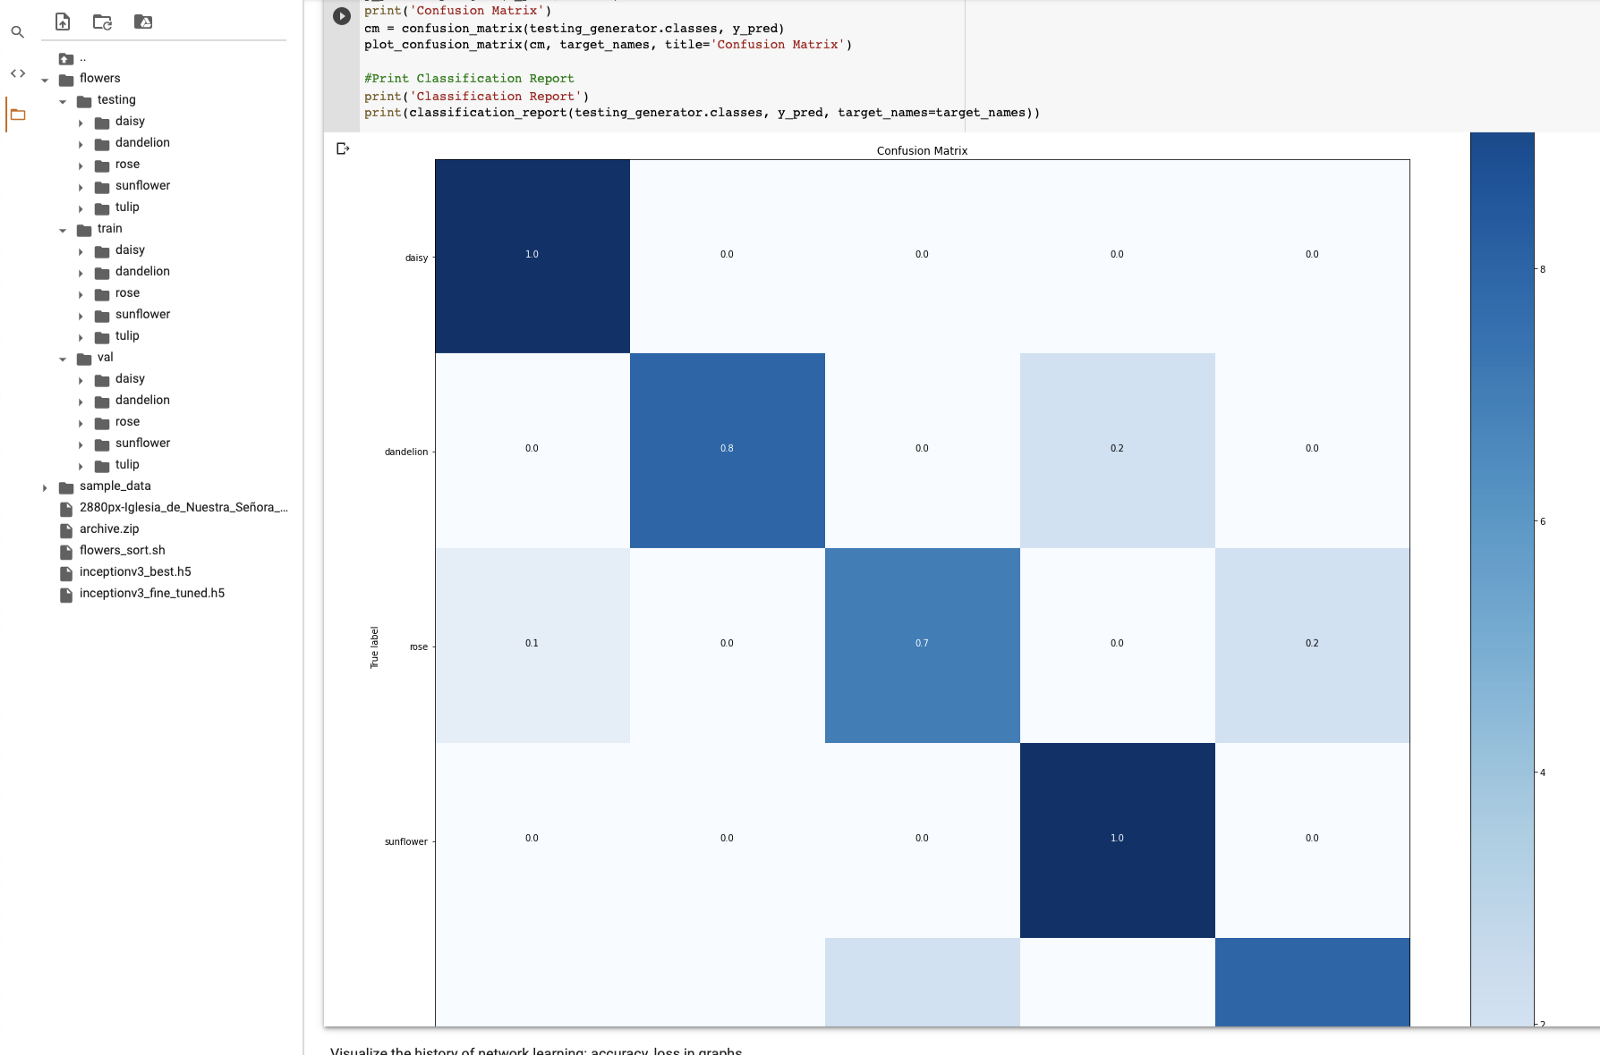 ..
flowers
testing
daisy
dandelion
rose
sunflower
tulip
train
daisy
dandelion
rose
sunflower
tulip
val
daisy
dandelion
rose
sunflower
tulip
sample_data
2880px-Iglesia_de_Nuestra_Señora_...
archive.zip
flowers_sort.sh
inceptionv3_best.h5
inceptionv3_fine_tuned.h5
print('Confusion Matrix')
cm = confusion_matrix(testing_generator.classes, y_pred)
plot_confusion_matrix(cm, target_names, title='Confusion Matrix')
#Print Classification Report
print('Classification Report')
print(classification_report(testing_generator.classes, y_pred, target_names=target_names))
Confusion Matrix
daisy 1.0 0.0 0.0 0.0 0.0
8
dandelion 0.0 0.8 0.0 0.2 0.0
6
True label
rose 0.1 0.0 0.7 0.0 0.2
4
sunflower 0.0 0.0 0.0 1.0 0.0
2
Visualize the history of network learning: accuracy, loss in graphs